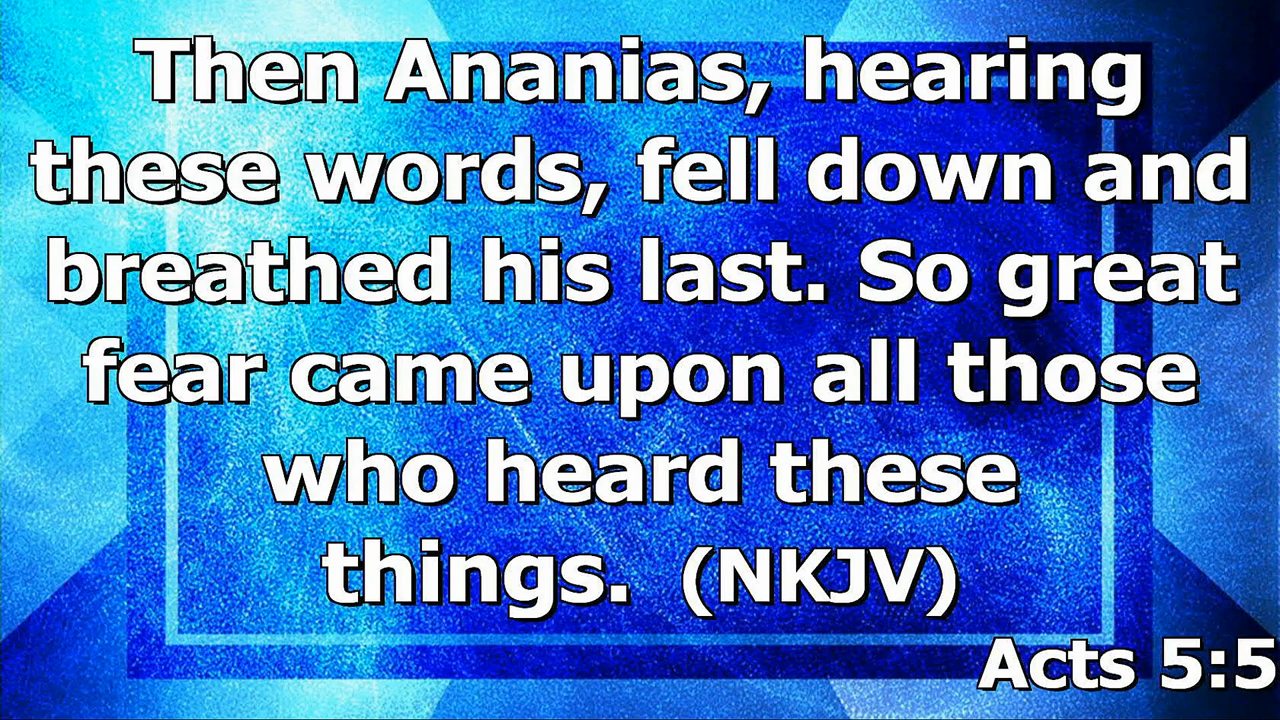 Then Ananias, hearing
these words, fell down and
breathed his last. So great
fear came upon all those
who heard these
things. (NKJV)
Acts 5:5